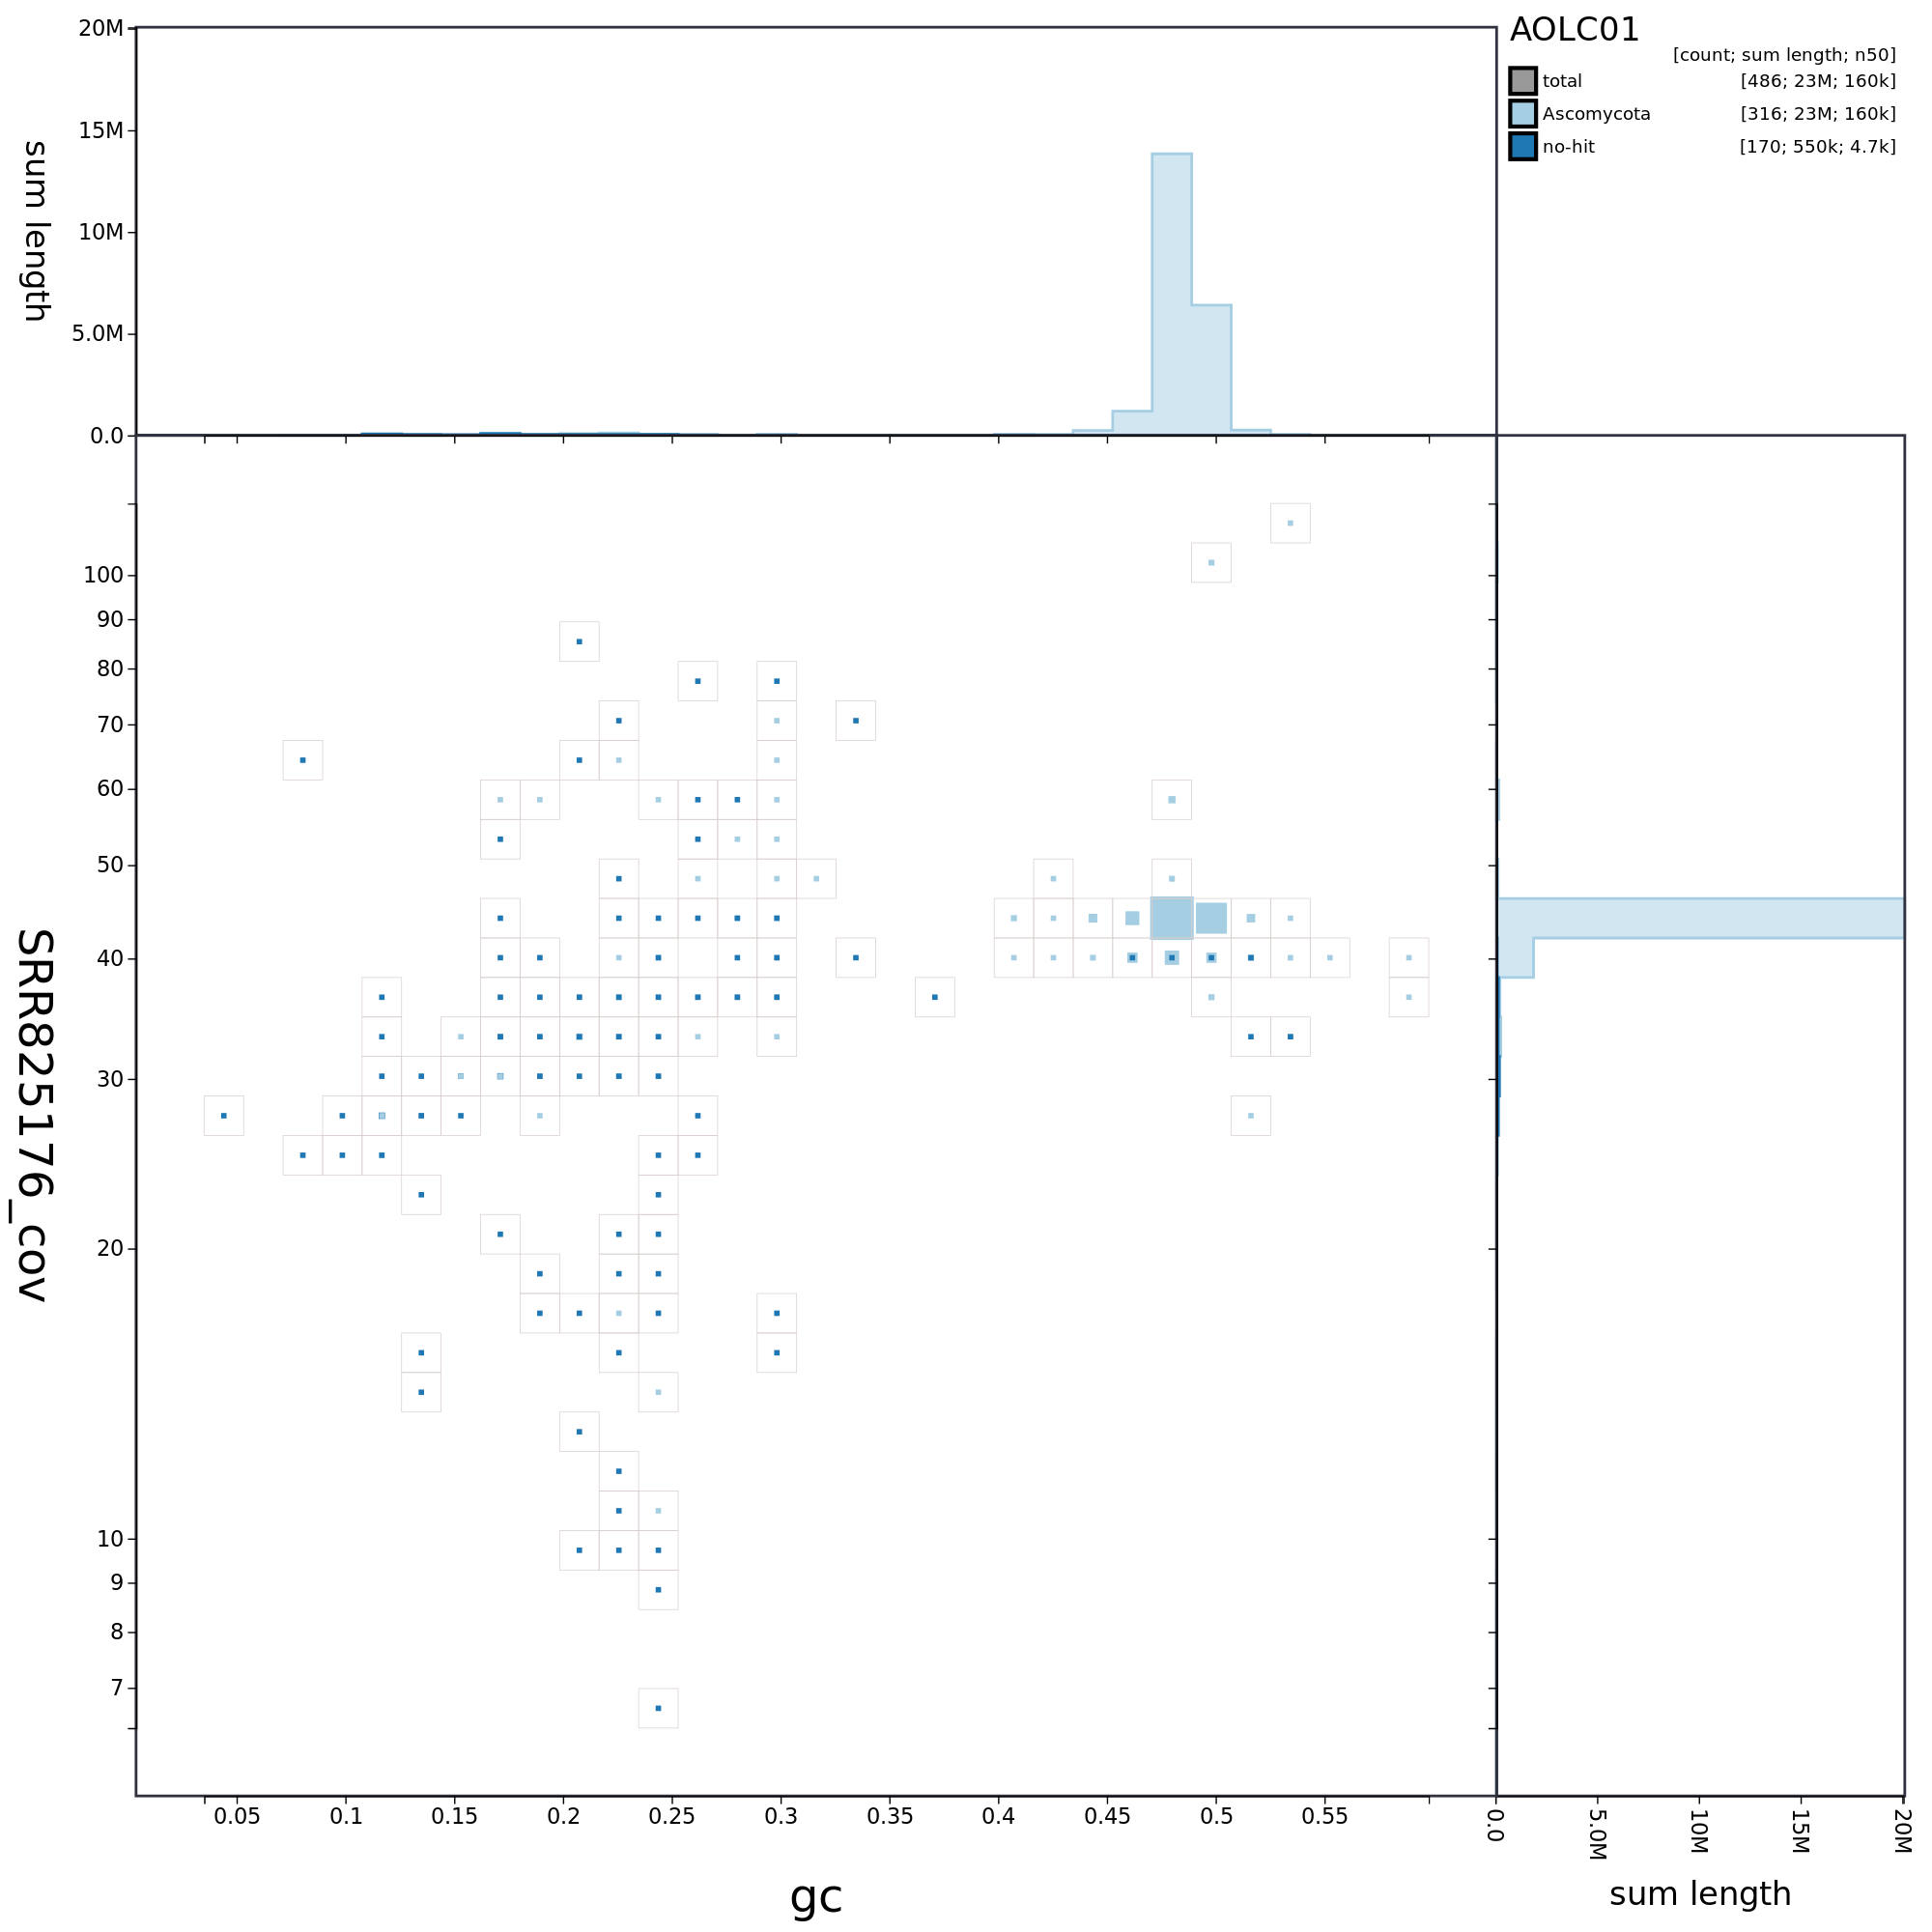 AOLC01
[count; sum length; n50]
total [486; 23M; 160k]
Ascomycota [316; 23M; 160k]
no-hit [170; 550k; 4.7k]
20M
15M
10M
5.0M
0.0
sum length
100
90
80
70
60
50
40
30
20
10
9
8
7
SRR825176_cov
0.05 0.1 0.15 0.2 0.25 0.3 0.35 0.4 0.45 0.5 0.55
gc
0.0 5.0M 10M 15M 20M
sum length